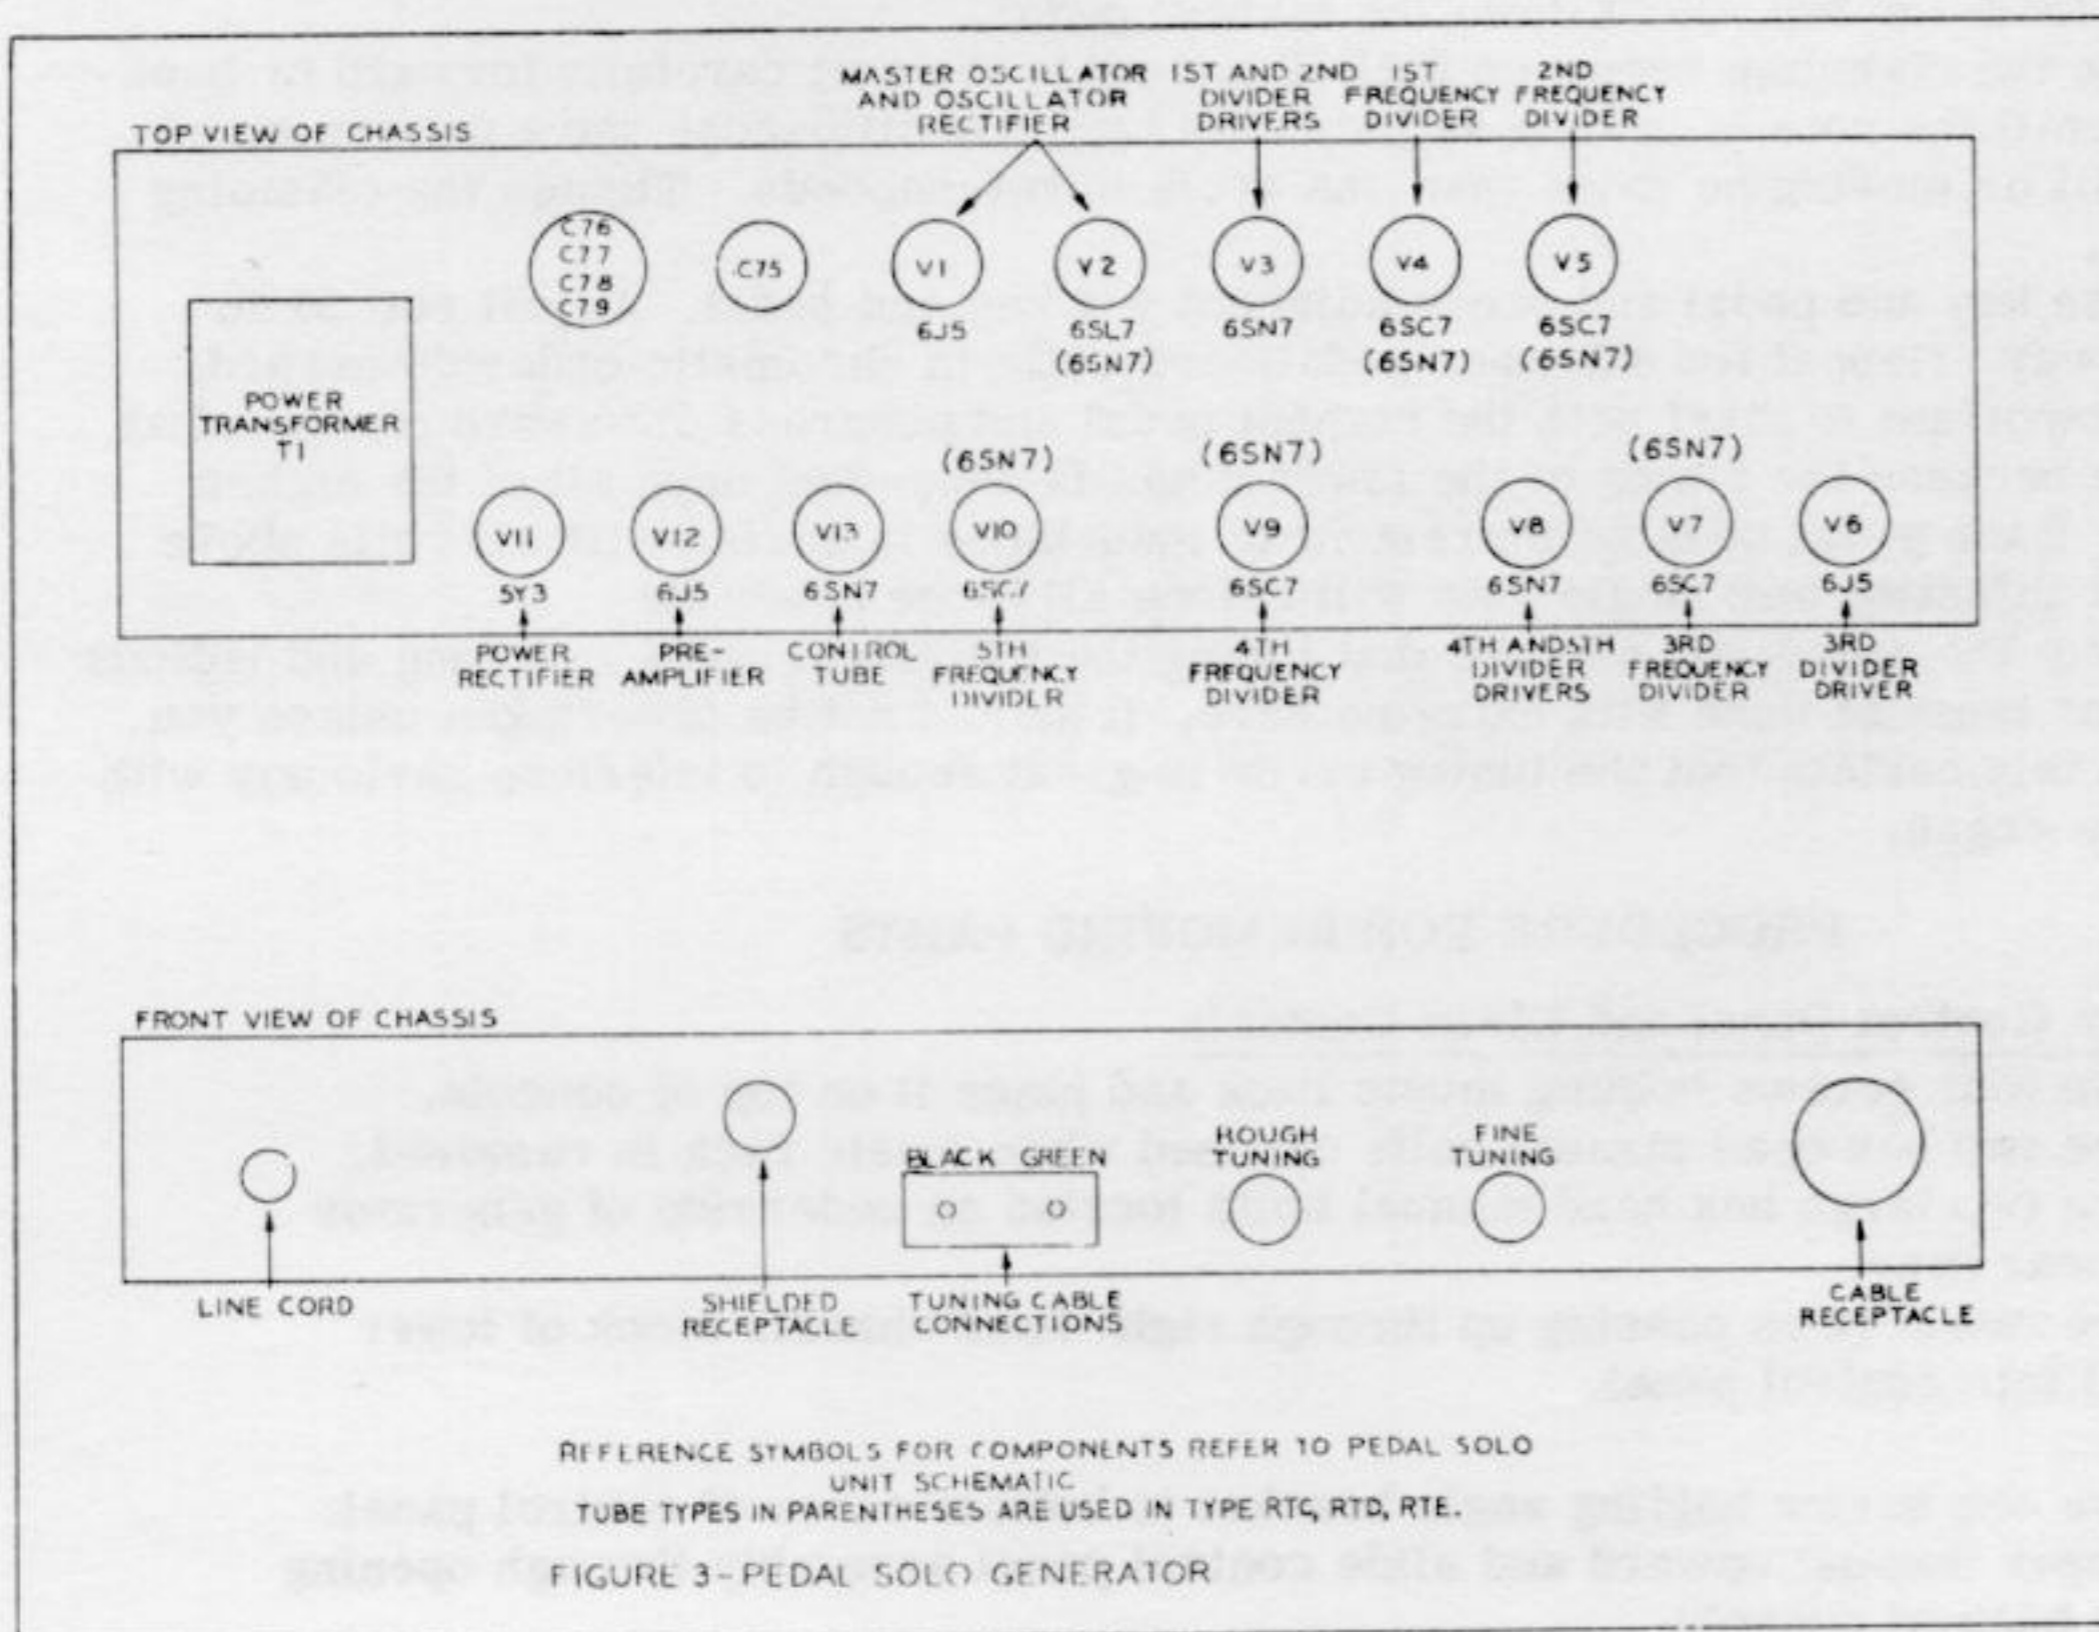 MASTER OSCILLATOR
AND OSCILLATOR
RECTIFIER
1ST AND 2ND
DIVIDER
DRIVERS
1ST
FREQUENCY
DIVIDER
2ND
FREQUENCY
DIVIDER
TOP VIEW OF CHASSIS
C76
C77
C78
C79
C75
V1
V2
V3
V4
V5
6J5
6SL7
(6SN7)
6SN7
6SC7
(6SN7)
6SC7
(6SN7)
POWER
TRANSFORMER
T1
(6SN7)
(6SN7)
(6SN7)
V11
V12
V13
V10
V9
V8
V7
V6
5Y3
6J5
6SN7
6SC7
6SC7
6SN7
6SC7
6J5
POWER
RECTIFIER
PRE-
AMPLIFIER
CONTROL
TUBE
5TH
FREQUENCY
DIVIDER
4TH
FREQUENCY
DIVIDER
4TH AND5TH
DIVIDER
DRIVERS
3RD
FREQUENCY
DIVIDER
3RD
DIVIDER
DRIVER
FRONT VIEW OF CHASSIS
BLACK GREEN
ROUGH
TUNING
FINE
TUNING
LINE CORD
SHIELDED
RECEPTACLE
TUNING CABLE
CONNECTIONS
CABLE
RECEPTACLE
REFERENCE SYMBOLS FOR COMPONENTS REFER TO PEDAL SOLO
UNIT SCHEMATIC
TUBE TYPES IN PARENTHESES ARE USED IN TYPE RTC, RTD, RTE.
FIGURE 3-PEDAL SOLO GENERATOR